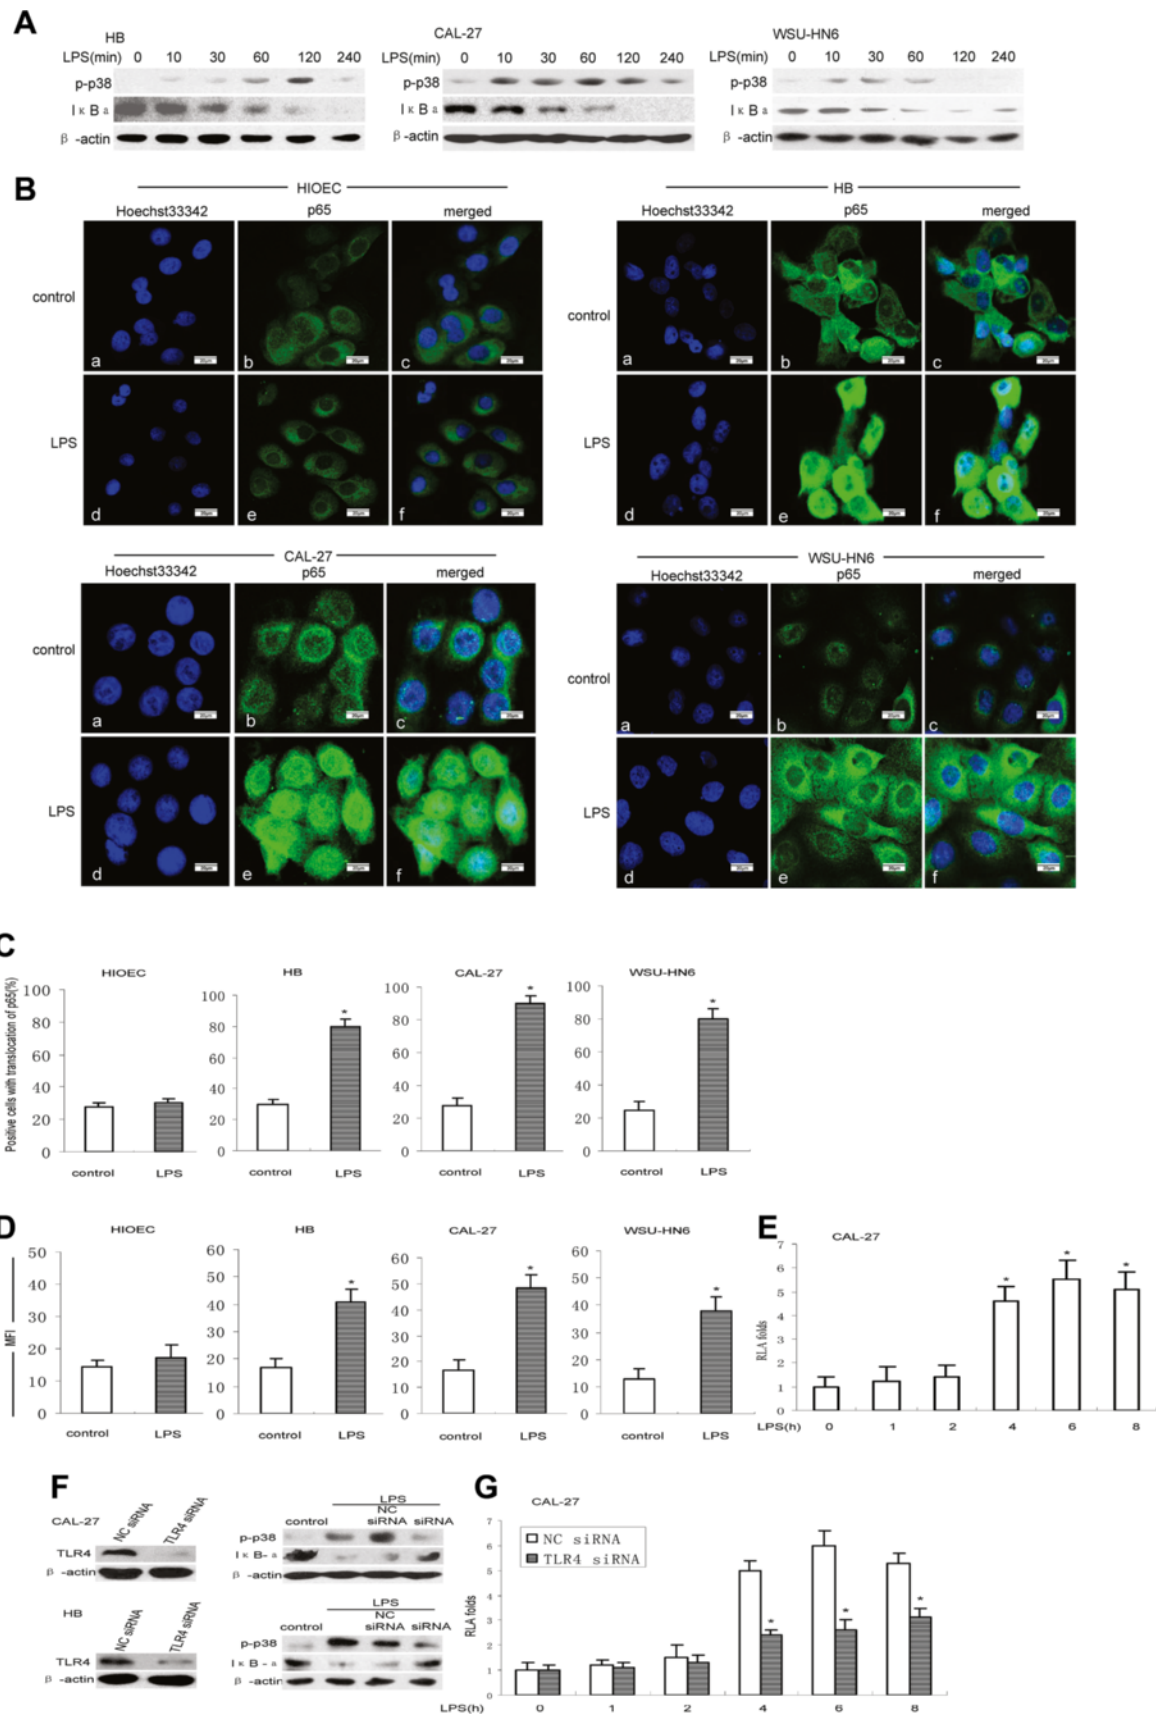 A
HB CAL-27 WSU-HN6
LPS(min) 0 10 30 60 120 240 LPS(min) 0 10 30 60 120 240 LPS(min) 0 10 30 60 120 240
p-p38 p-p38 p-p38
IκBa IκBa IκBa
β-actin β-actin β-actin
B
HIOEC HB
Hoechst33342 p65 merged Hoechst33342 p65 merged
control control
a b c a b c
LPS LPS
d e f d e f
CAL-27 WSU-HN6
Hoechst33342 p65 merged Hoechst33342 p65 merged
control control
a b c a b c
LPS LPS
d e f d e f
C
HIOEC HB CAL-27 WSU-HN6
Positive cells with translocation of p65(%)
100 80 60 40 20 0
100 80 60 40 20 0
100 80 60 40 20 0
100 80 60 40 20 0
* * *
control LPS control LPS control LPS control LPS
D
HIOEC HB CAL-27 WSU-HN6
MFI
50 40 30 20 10 0
60 50 40 30 20 10 0
60 50 40 30 20 10 0
60 50 40 30 20 10 0
* * *
control LPS control LPS control LPS control LPS
E
CAL-27
RLA folds
7 6 5 4 3 2 1 0
* * *
LPS(h) 0 1 2 4 6 8
F
CAL-27 NC siRNA TLR4 siRNA
TLR4
β-actin
LPS
control NC siRNA siRNA
p-p38
IκB-a
β-actin
HB NC siRNA TLR4 siRNA
TLR4
β-actin
LPS
control NC siRNA siRNA
p-p38
IκB-a
β-actin
G
CAL-27
NC siRNA
TLR4 siRNA
RLA folds
7 6 5 4 3 2 1 0
* * *
LPS(h) 0 1 2 4 6 8